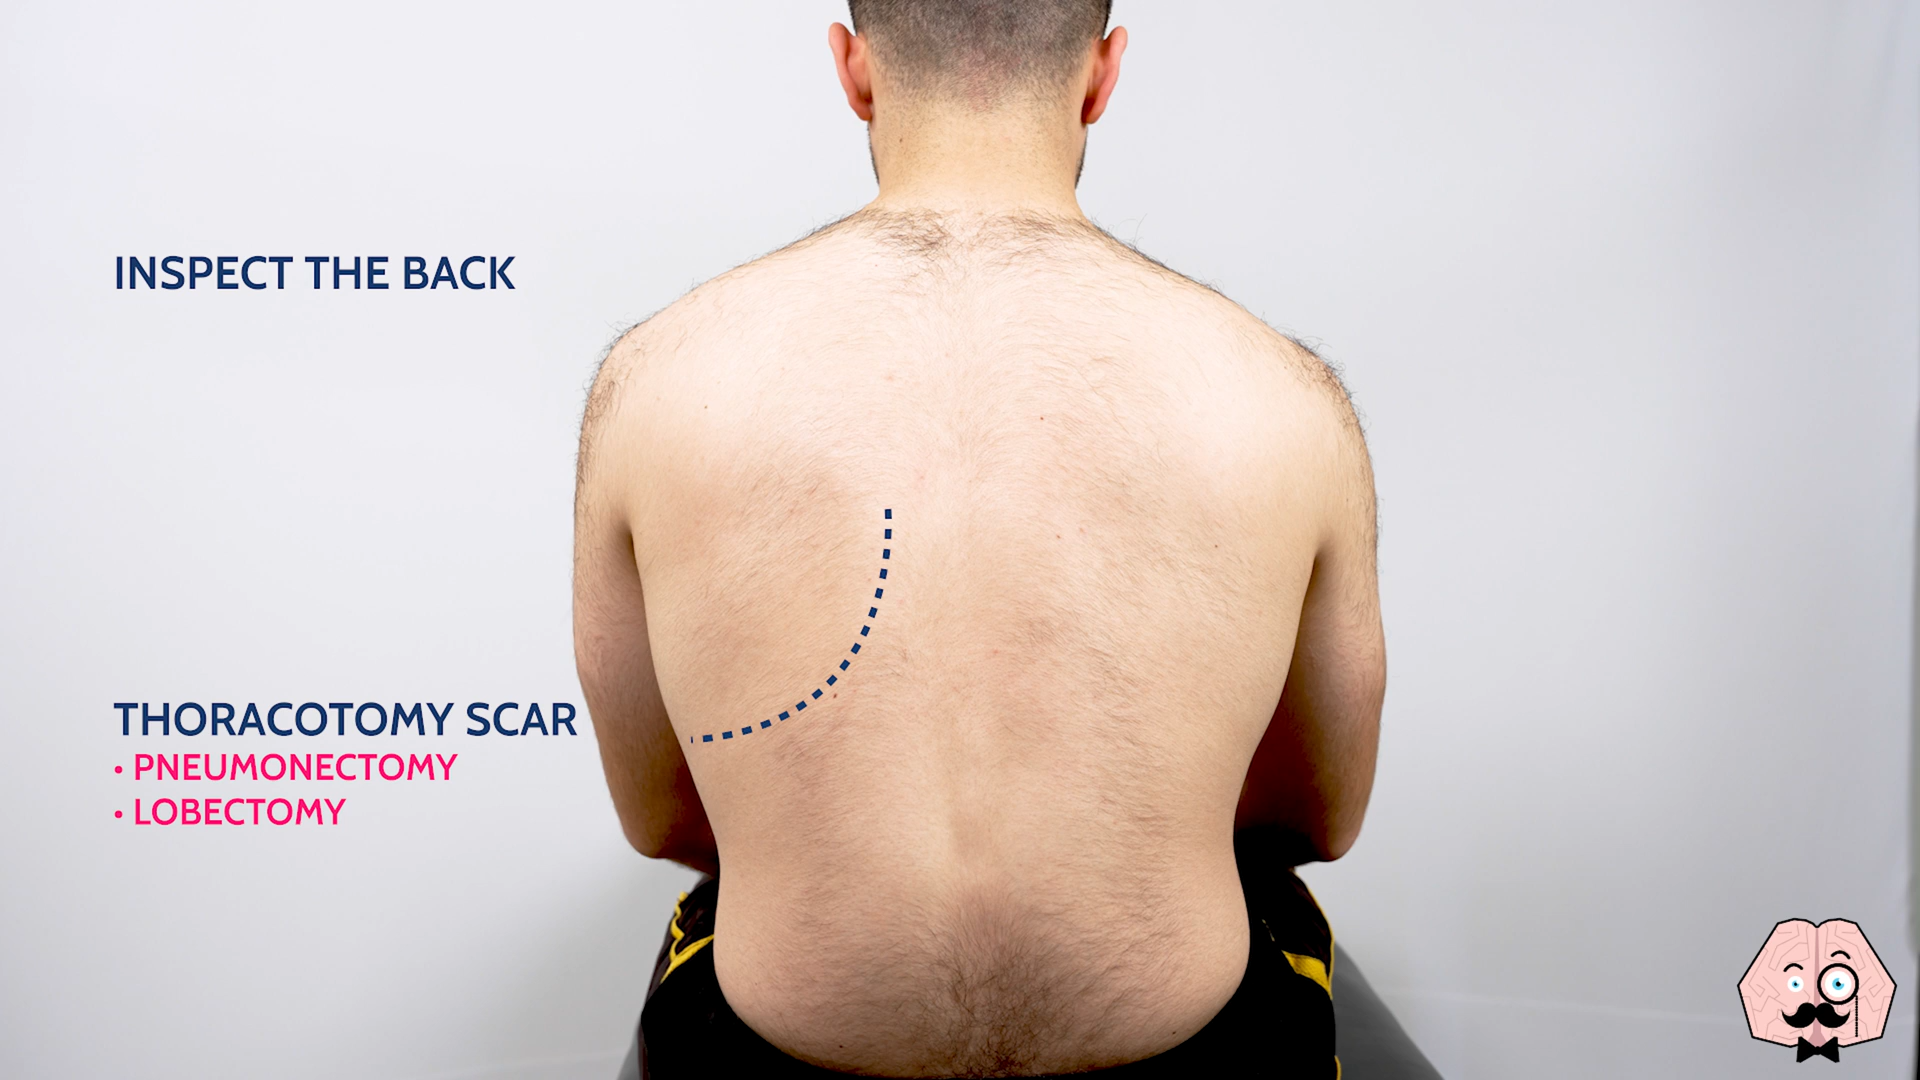 INSPECT THE BACK
THORACOTOMY SCAR
• PNEUMONECTOMY
• LOBECTOMY